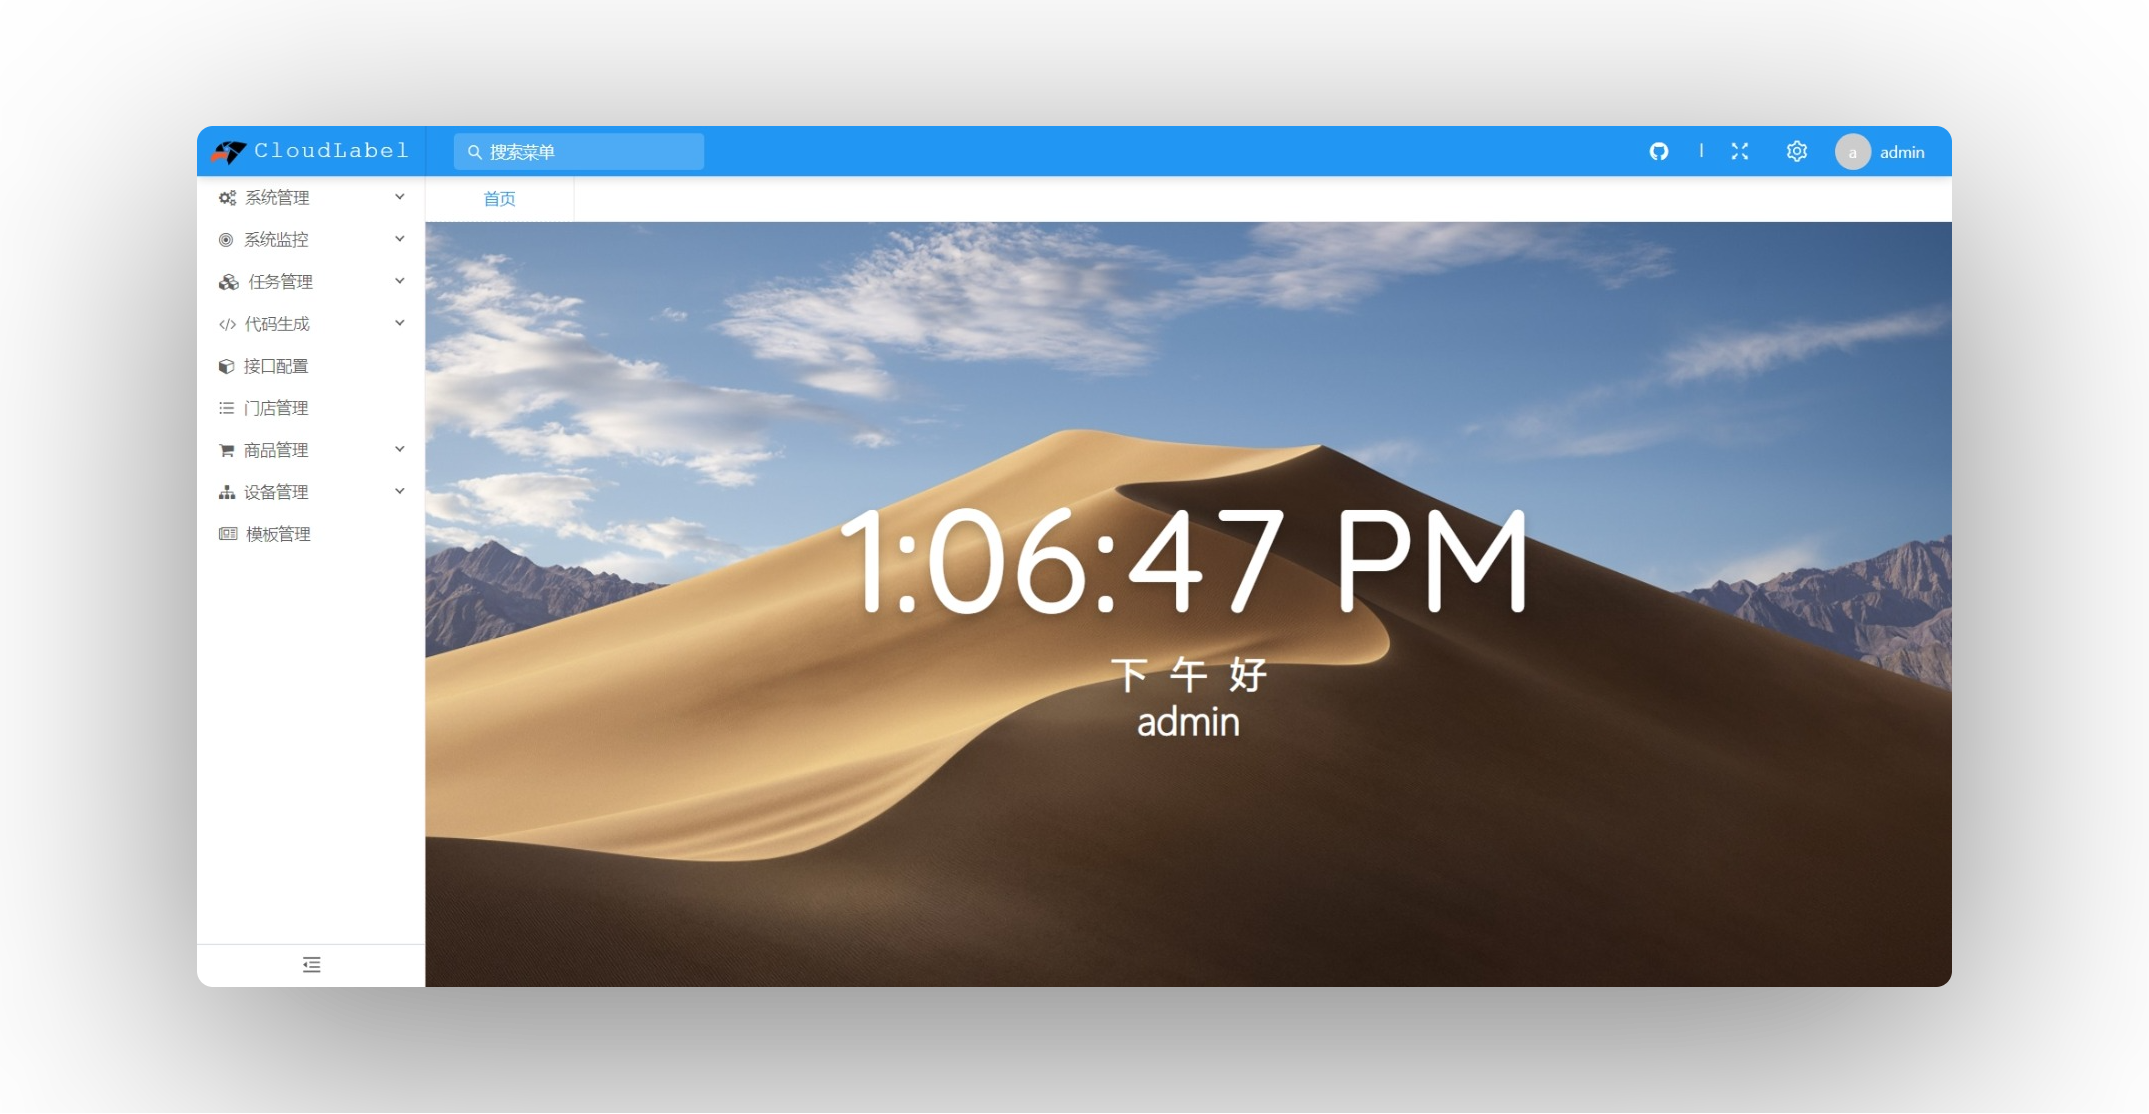 CloudLabel
搜索菜单
a
admin
系统管理
系统监控
任务管理
代码生成
接口配置
门店管理
商品管理
设备管理
模板管理
首页
1:06:47 PM
下午好
admin